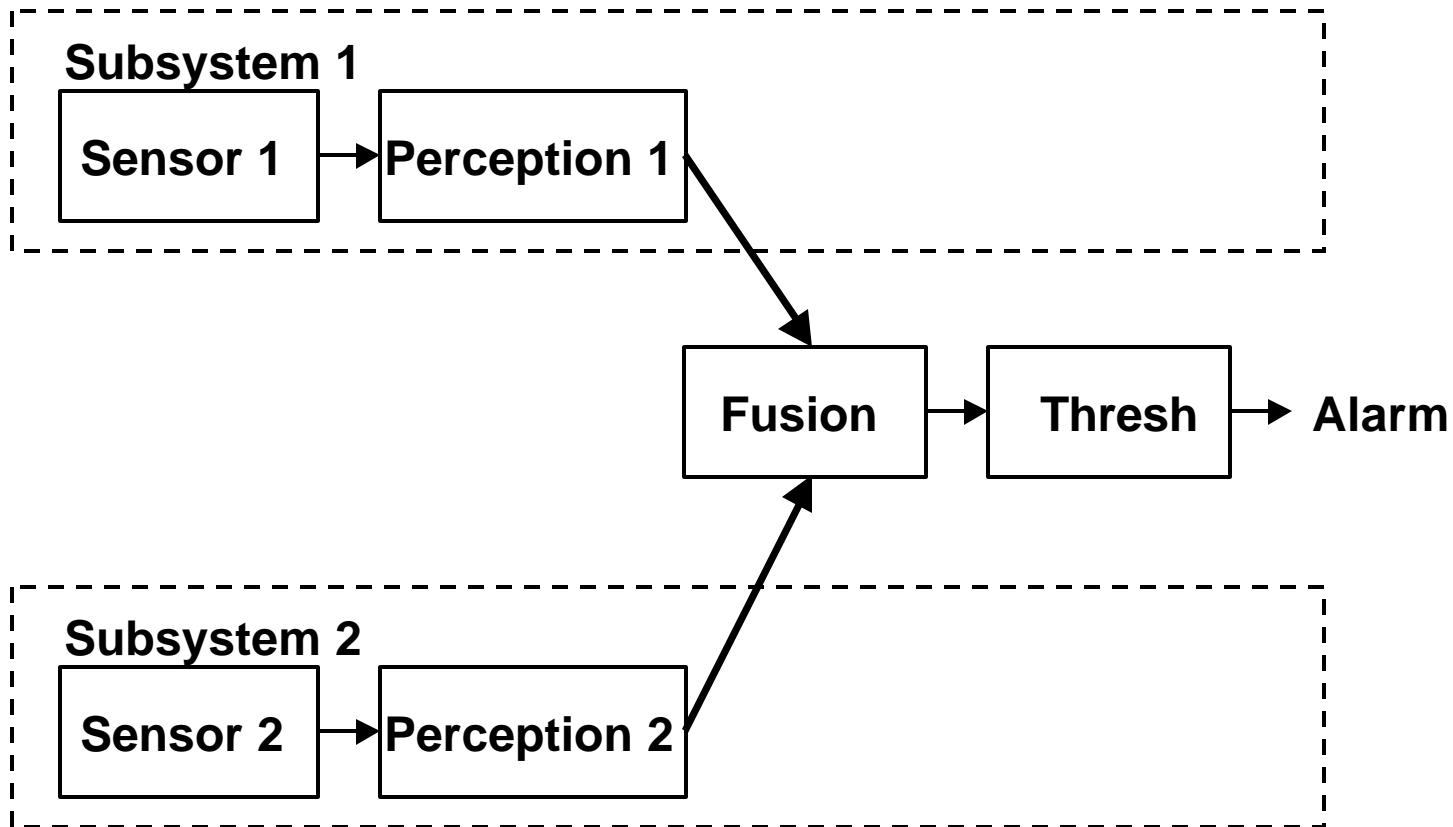 Subsystem 1
Sensor 1
Perception 1
Fusion
Thresh
Alarm
Subsystem 2
Sensor 2
Perception 2